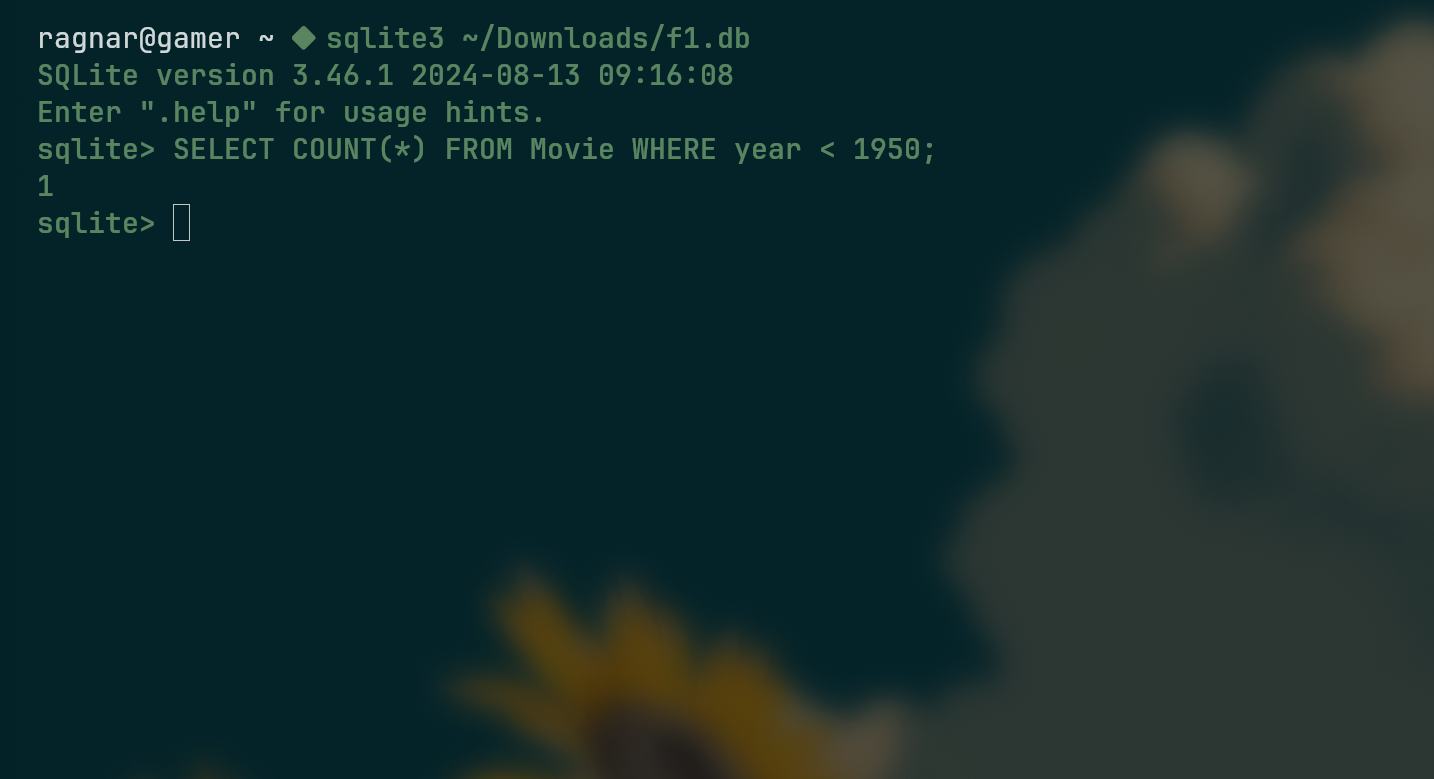 ragnar@gamer ~ ◆ sqlite3 ~/Downloads/f1.db
SQLite version 3.46.1 2024-08-13 09:16:08
Enter ".help" for usage hints.
sqlite> SELECT COUNT(*) FROM Movie WHERE year < 1950;
1
sqlite>